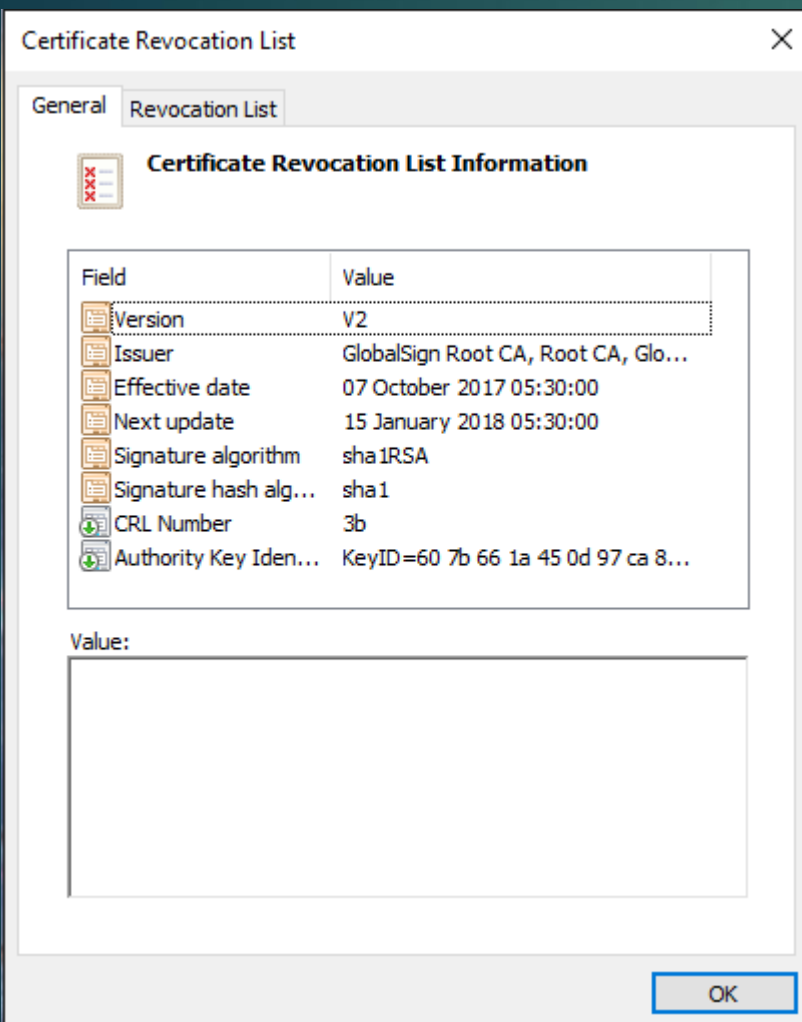 Certificate Revocation List
General Revocation List
Certificate Revocation List Information
Field Value
Version V2
Issuer GlobalSign Root CA, Root CA, Glo...
Effective date 07 October 2017 05:30:00
Next update 15 January 2018 05:30:00
Signature algorithm sha1RSA
Signature hash alg... sha1
CRL Number 3b
Authority Key Iden... KeyID=60 7b 66 1a 45 0d 97 ca 8...
Value:
OK